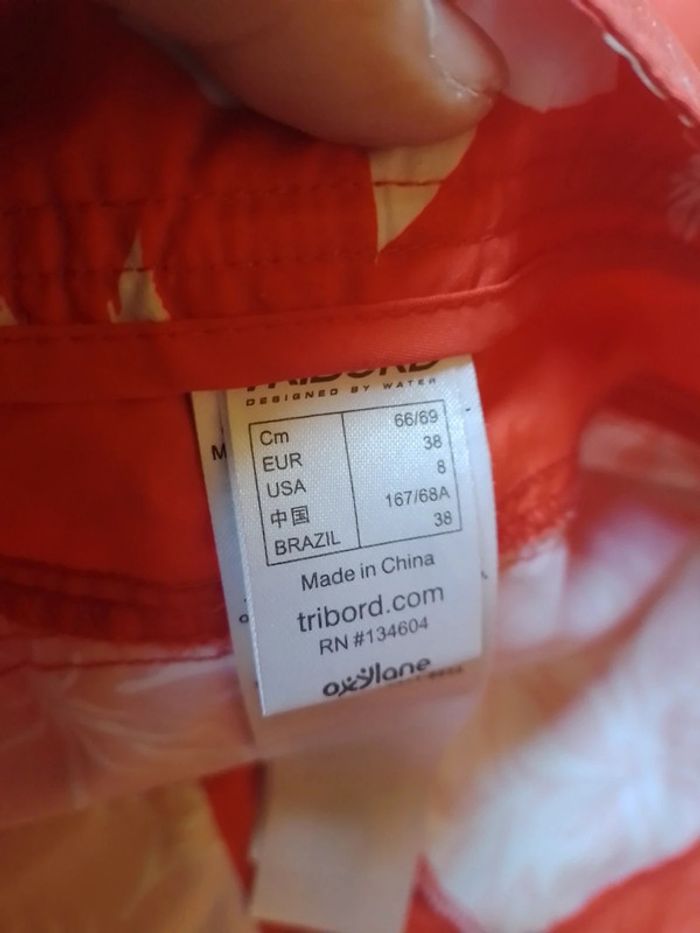 TRIBORD
DESIGNED BY WATER
Cm 66/69
EUR 38
USA 8
中国 167/68A
BRAZIL 38
Made in China
tribord.com
RN #134604
oxylane